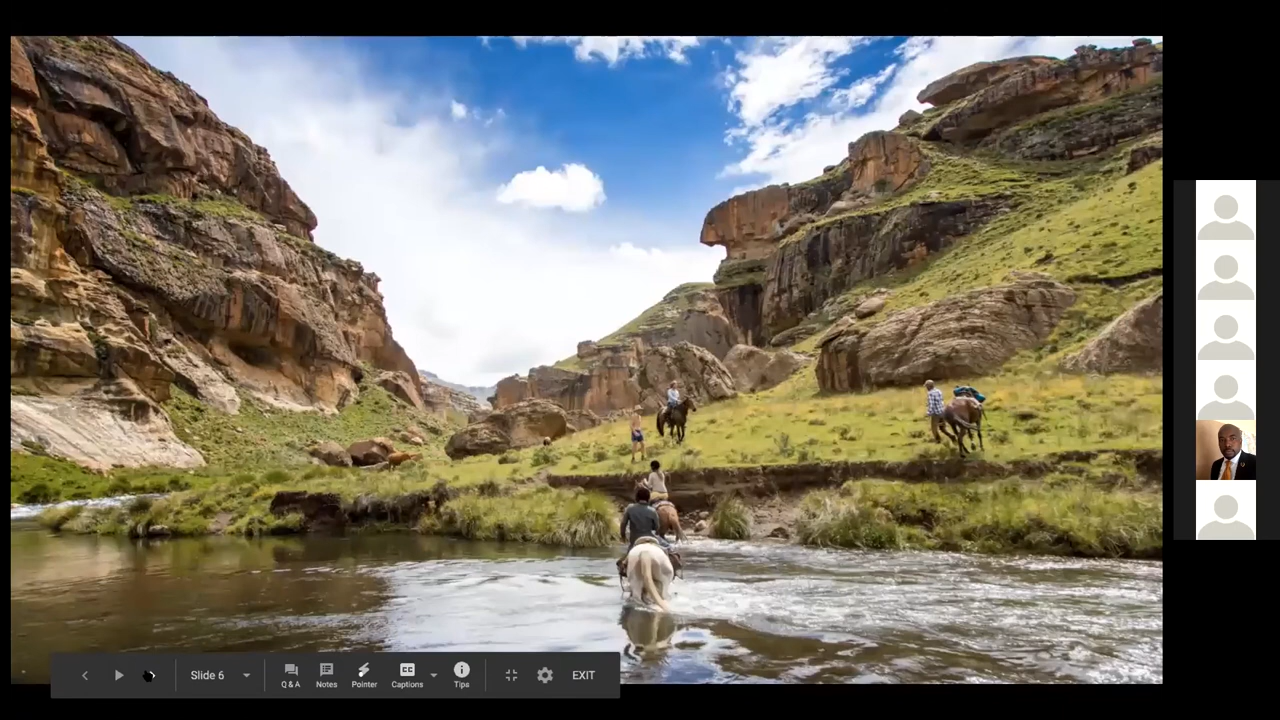 Slide 6
Q & A
Notes
Pointer
CC
Captions
Tips
EXIT